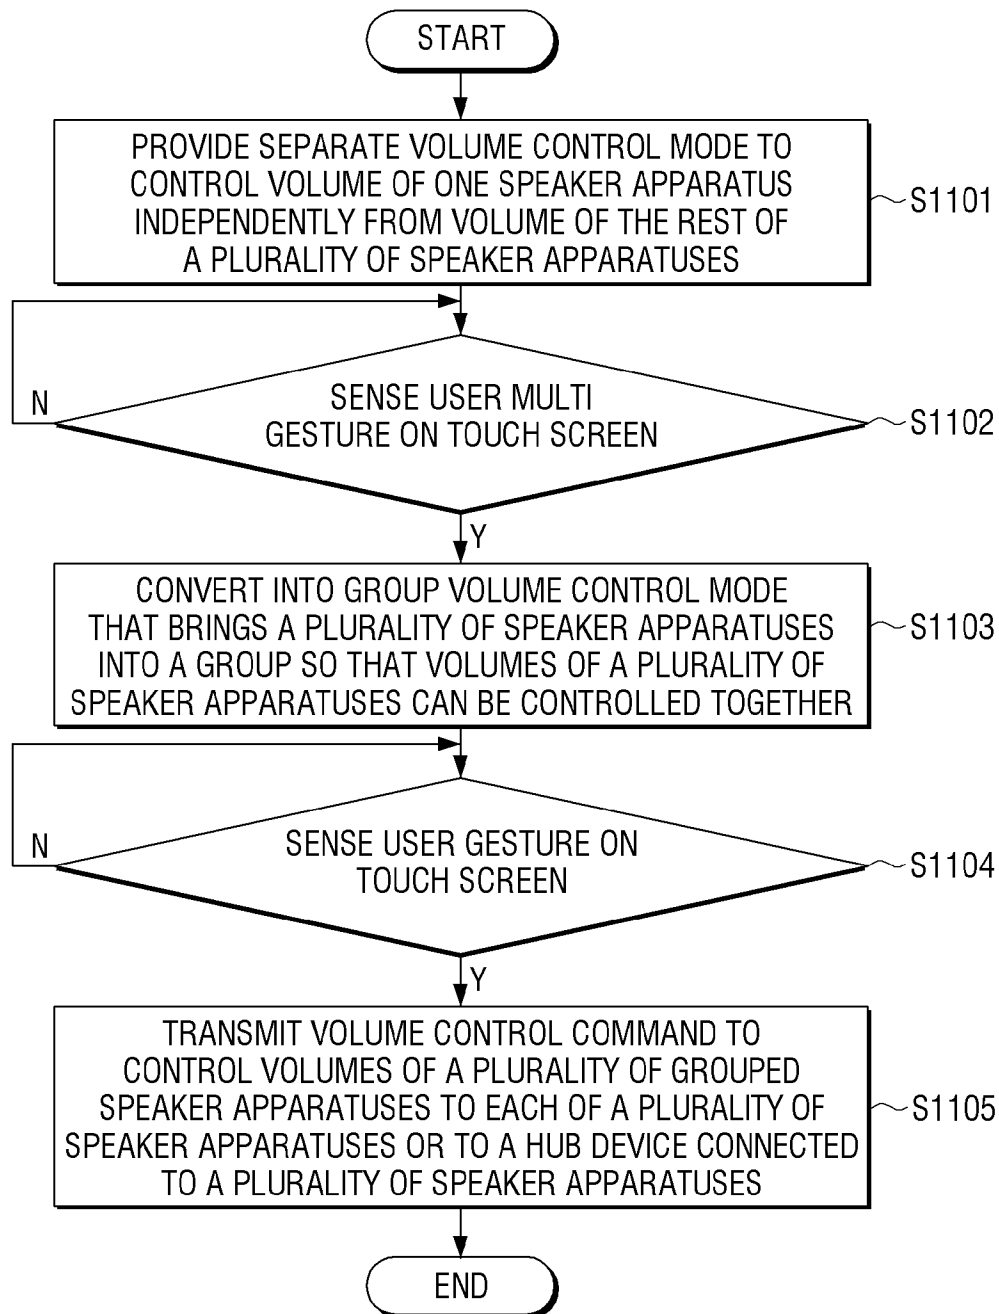 START
PROVIDE SEPARATE VOLUME CONTROL MODE TO
CONTROL VOLUME OF ONE SPEAKER APPARATUS
INDEPENDENTLY FROM VOLUME OF THE REST OF
A PLURALITY OF SPEAKER APPARATUSES
S1101
SENSE USER MULTI
GESTURE ON TOUCH SCREEN
N
S1102
Y
CONVERT INTO GROUP VOLUME CONTROL MODE
THAT BRINGS A PLURALITY OF SPEAKER APPARATUSES
INTO A GROUP SO THAT VOLUMES OF A PLURALITY OF
SPEAKER APPARATUSES CAN BE CONTROLLED TOGETHER
S1103
SENSE USER GESTURE ON
TOUCH SCREEN
N
S1104
Y
TRANSMIT VOLUME CONTROL COMMAND TO
CONTROL VOLUMES OF A PLURALITY OF GROUPED
SPEAKER APPARATUSES TO EACH OF A PLURALITY OF
SPEAKER APPARATUSES OR TO A HUB DEVICE CONNECTED
TO A PLURALITY OF SPEAKER APPARATUSES
S1105
END